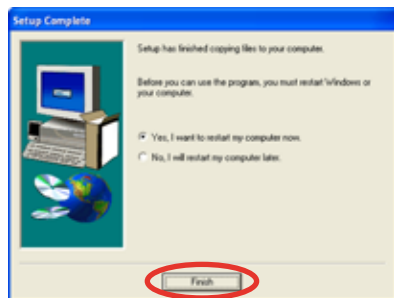 Setup Complete
Setup has finished copying files to your computer.
Before you can use the program, you must restart Windows or
your computer.
Yes, I want to restart my computer now.
No, I will restart my computer later.
Finish